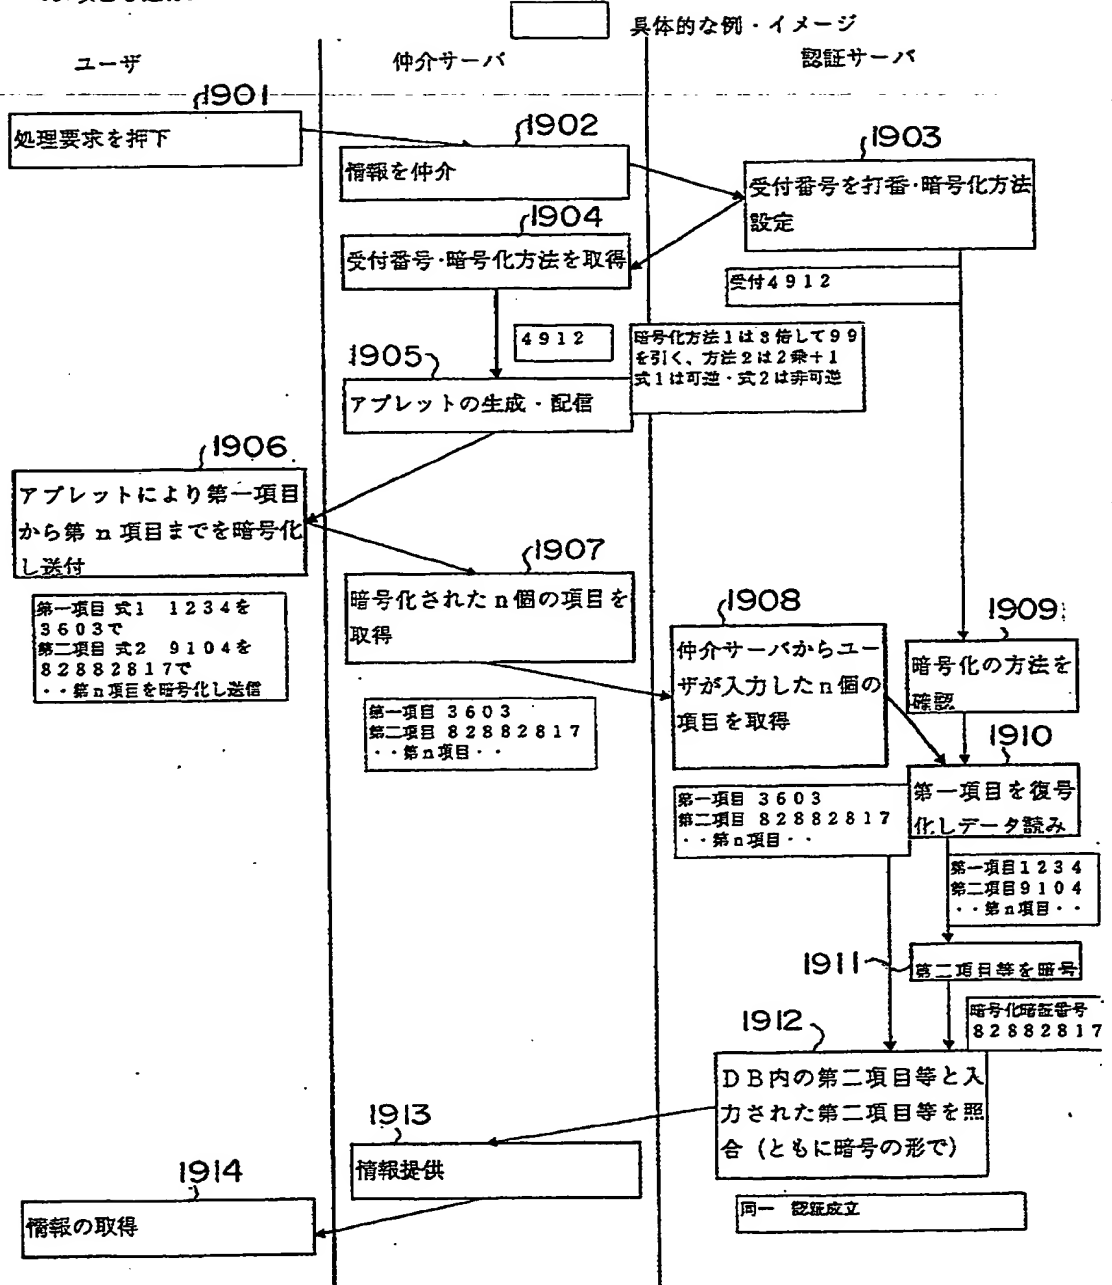 具体的な例・イメージ
ユーザ
仲介サーバ
認証サーバ
1901
処理要求を押下
1902
情報を仲介
1903
受付番号を打番・暗号化方法
設定
1904
受付番号・暗号化方法を取得
受付4912
4912
暗号化方法1は3倍して99
を引く、方法2は2乗+1
式1は可逆・式2は非可逆
1905
アプレットの生成・配信
1906
アプレットにより第一項目
から第 n 項目までを暗号化
し送付
第一項目 式1 1234を
3603で
第二項目 式2 9104を
82882817で
・・第n項目を暗号化し送信
1907
暗号化されたn個の項目を
取得
第一項目 3603
第二項目 82882817
・・第n項目・・
1908
仲介サーバからユー
ザが入力したn個の
項目を取得
第一項目 3603
第二項目 82882817
・・第n項目・・
1909
暗号化の方法を
確認
1910
第一項目を復号
化しデータ読み
第一項目1234
第二項目9104
・・第n項目・・
1911
第二項目等を暗号
暗号化暗証番号
82882817
1912
DB内の第二項目等と入
力された第二項目等を照
合(ともに暗号の形で)
同一 認証成立
1913
情報提供
1914
情報の取得